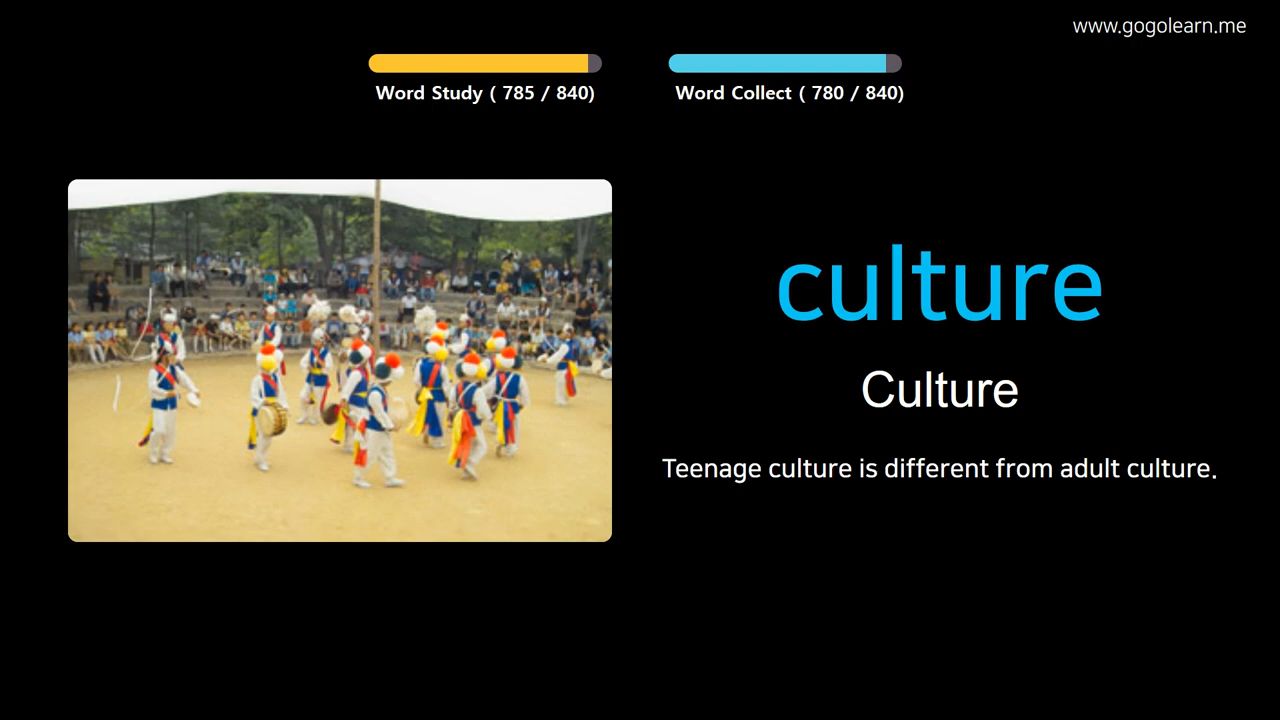 www.gogolearn.me
Word Study ( 785 / 840)
Word Collect ( 780 / 840)
culture
Culture
Teenage culture is different from adult culture.